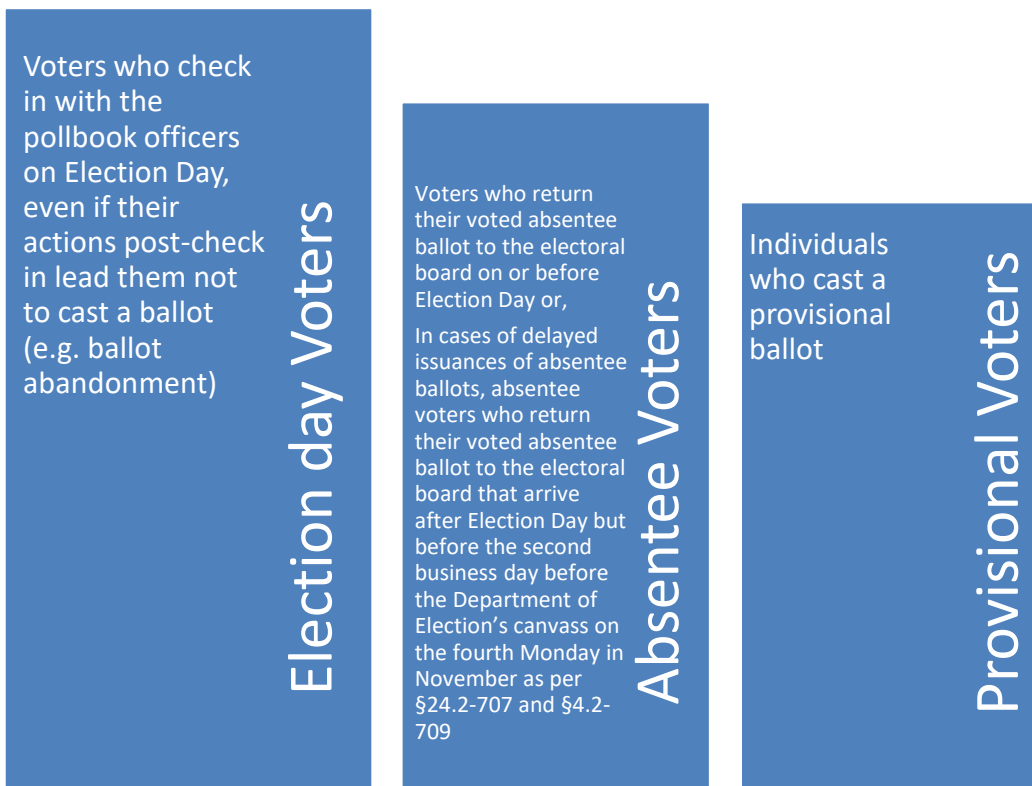 Voters who check
in with the
pollbook officers
on Election Day,
even if their
actions post-check
in lead them not
to cast a ballot
(e.g. ballot
abandonment)
Election day Voters
Voters who return
their voted absentee
ballot to the electoral
board on or before
Election Day or,
In cases of delayed
issuances of absentee
ballots, absentee
voters who return
their voted absentee
ballot to the electoral
board that arrive
after Election Day but
before the second
business day before
the Department of
Election’s canvass on
the fourth Monday in
November as per
§24.2-707 and §4.2-
709
Absentee Voters
Individuals
who cast a
provisional
ballot
Provisional Voters